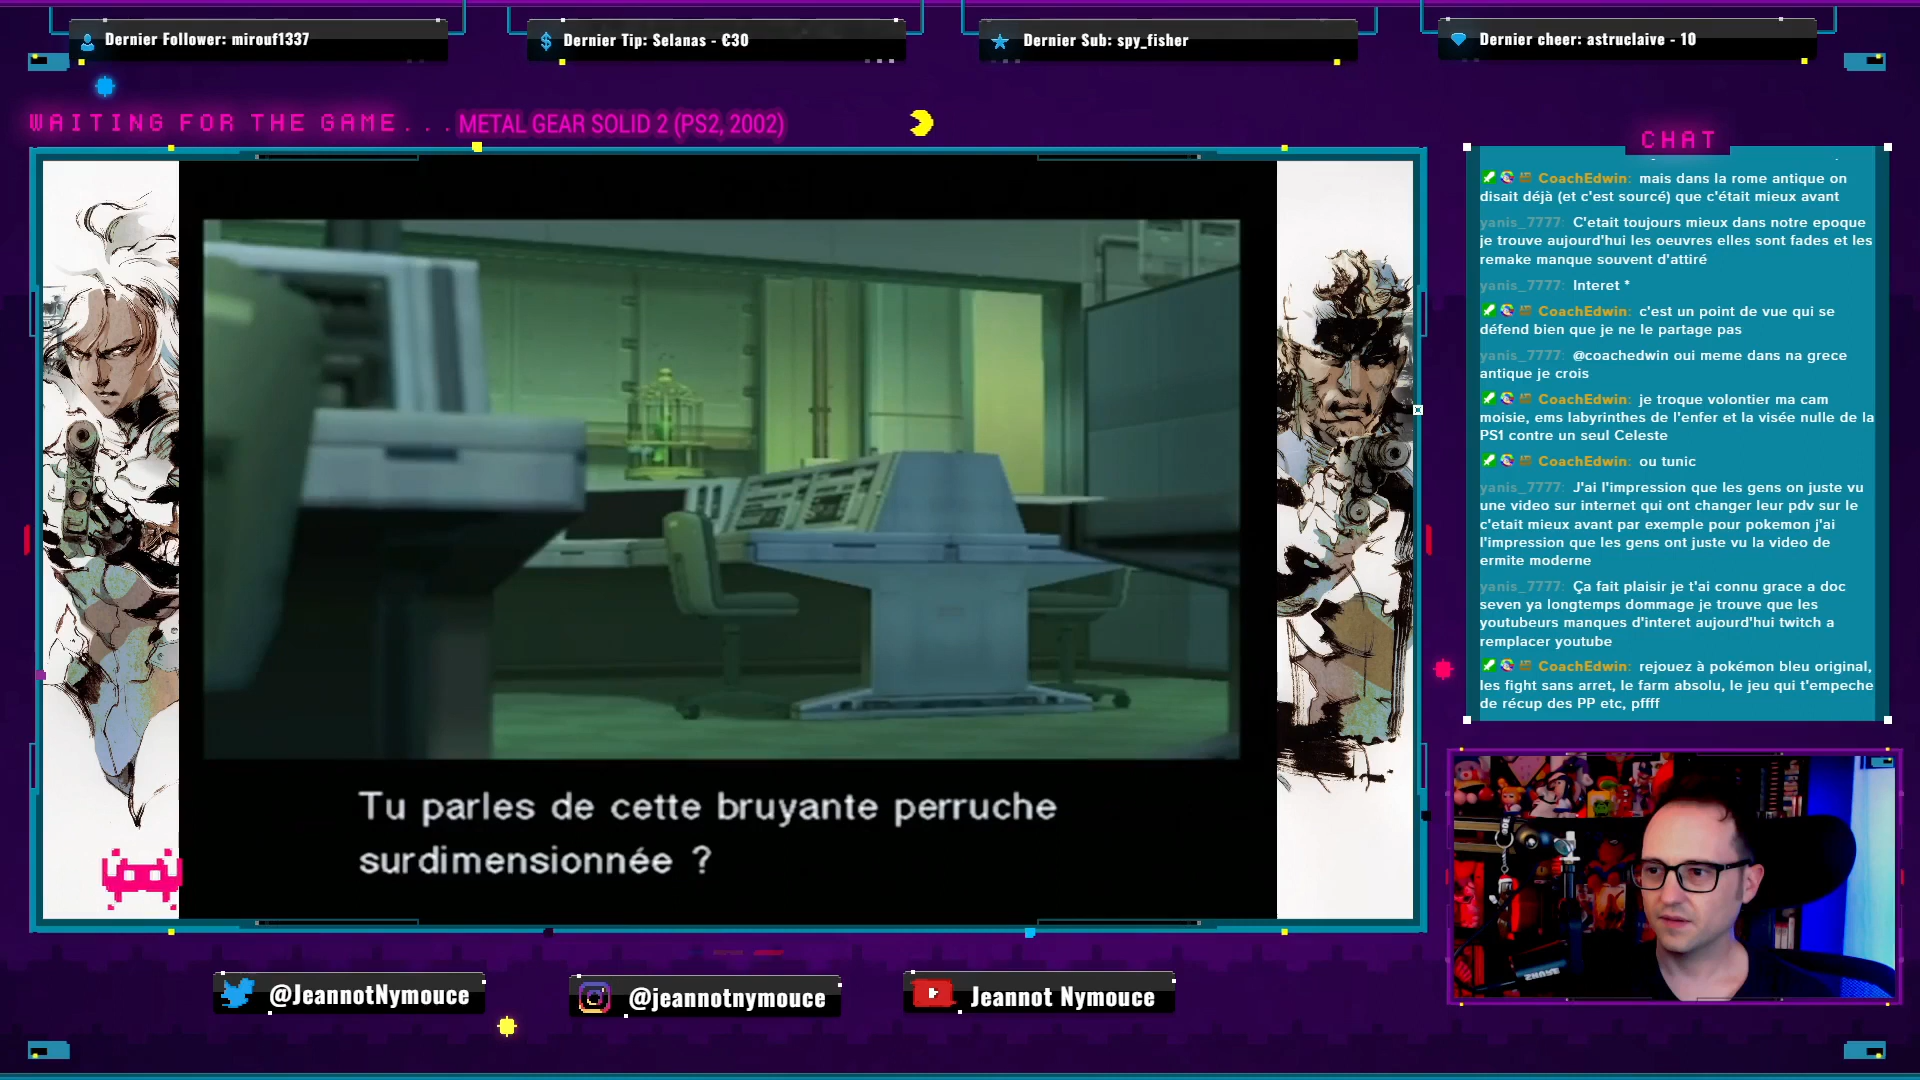 Dernier Follower: mirouf1337
Dernier Tip: Selanas - €30
Dernier Sub: spy_fisher
Dernier cheer: astruclaive - 10
WAITING FOR THE GAME... METAL GEAR SOLID 2 (PS2, 2002)
CHAT
CoachEdwin: mais dans la rome antique on
disait déjà (et c'est sourcé) que c'était mieux avant
yanis_7777: C'etait toujours mieux dans notre epoque
je trouve aujourd'hui les oeuvres elles sont fades et les
remake manque souvent d'attiré
yanis_7777: Interet *
CoachEdwin: c'est un point de vue qui se
défend bien que je ne le partage pas
yanis_7777: @coachedwin oui meme dans na grece
antique je crois
CoachEdwin: je troque volontier ma cam
moisie, ems labyrinthes de l'enfer et la visée nulle de la
PS1 contre un seul Celeste
CoachEdwin: ou tunic
yanis_7777: J'ai l'impression que les gens on juste vu
une video sur internet qui ont changer leur pdv sur le
c'etait mieux avant par exemple pour pokemon j'ai
l'impression que les gens ont juste vu la video de
ermite moderne
yanis_7777: Ça fait plaisir je t'ai connu grace a doc
seven ya longtemps dommage je trouve que les
youtubeurs manques d'interet aujourd'hui twitch a
remplacer youtube
CoachEdwin: rejouez à pokémon bleu original,
les fight sans arret, le farm absolu, le jeu qui t'empeche
de récup des PP etc, pffff
Tu parles de cette bruyante perruche
surdimensionnée ?
@JeannotNymouce
@jeannotnymouce
Jeannot Nymouce